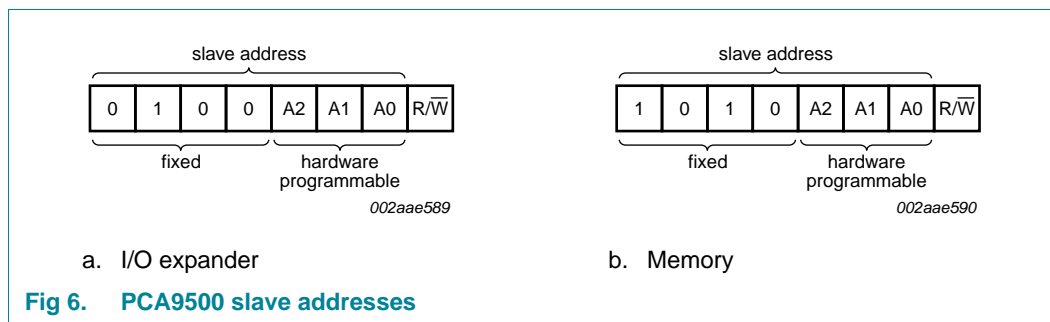 slave address
0 1 0 0 A2 A1 A0 R/W̅
fixed
hardware
programmable
002aae589
a. I/O expander
slave address
1 0 1 0 A2 A1 A0 R/W̅
fixed
hardware
programmable
002aae590
b. Memory
Fig 6. PCA9500 slave addresses